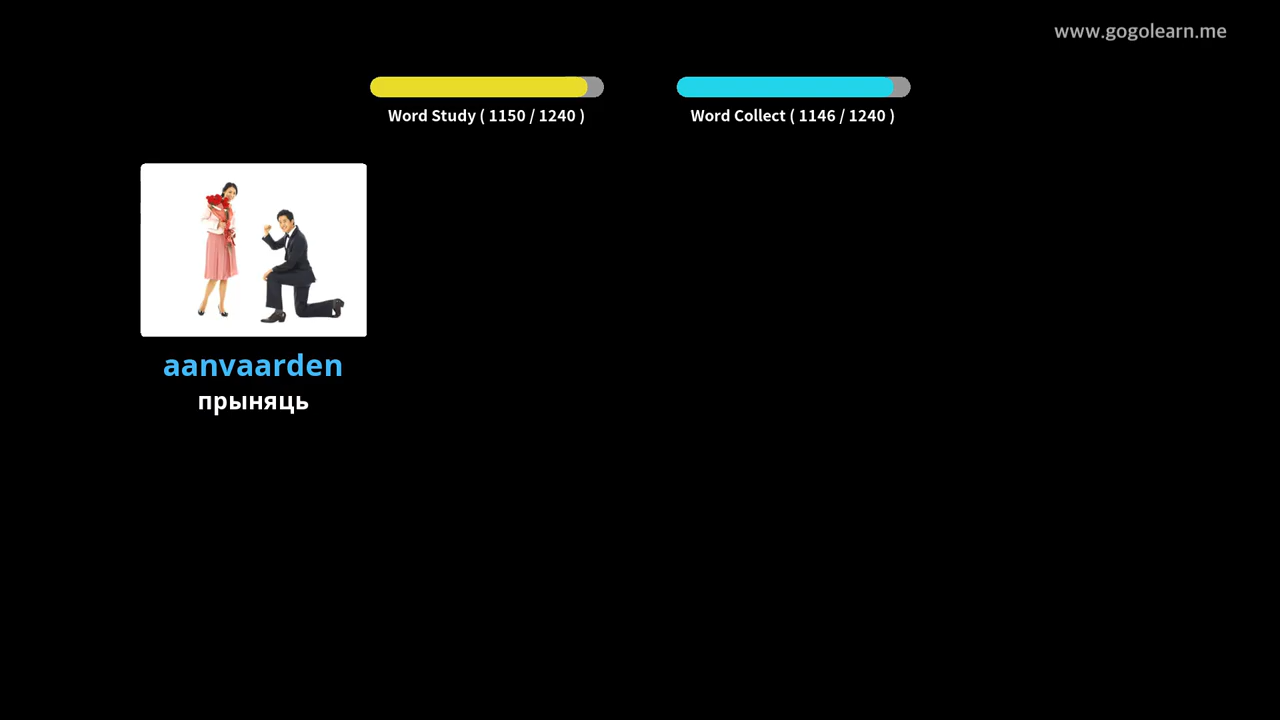 www.gogolearn.me
Word Study ( 1150 / 1240 )
Word Collect ( 1146 / 1240 )
aanvaarden
прыняць